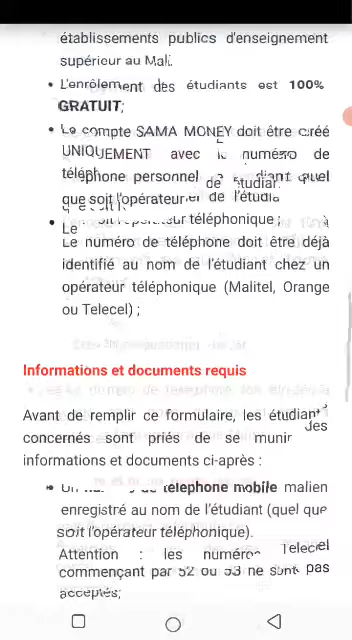 établissements publics d'enseignement
supérieur au Mali.
• L'enrôlement des étudiants est 100%
GRATUIT;
• Le compte SAMA MONEY doit être créé
UNIQUEMENT avec le numéro de
téléphone personnel de l'étudiant quel
que soit l'opérateur
téléphonique ;
• Le
Le numéro de téléphone doit être déjà
identifié au nom de l'étudiant chez un
opérateur téléphonique (Malitel, Orange
ou Telecel) ;
Informations et documents requis
Avant de remplir ce formulaire, les étudiants
concernés sont priés de se munir des
informations et documents ci-après :
• de telephone mobile malien
enregistré au nom de l'étudiant (quel que
soit l'opérateur téléphonique).
Attention : les numéros Telecel
commençant par 52 ou 53 ne sont pas
acceptés;